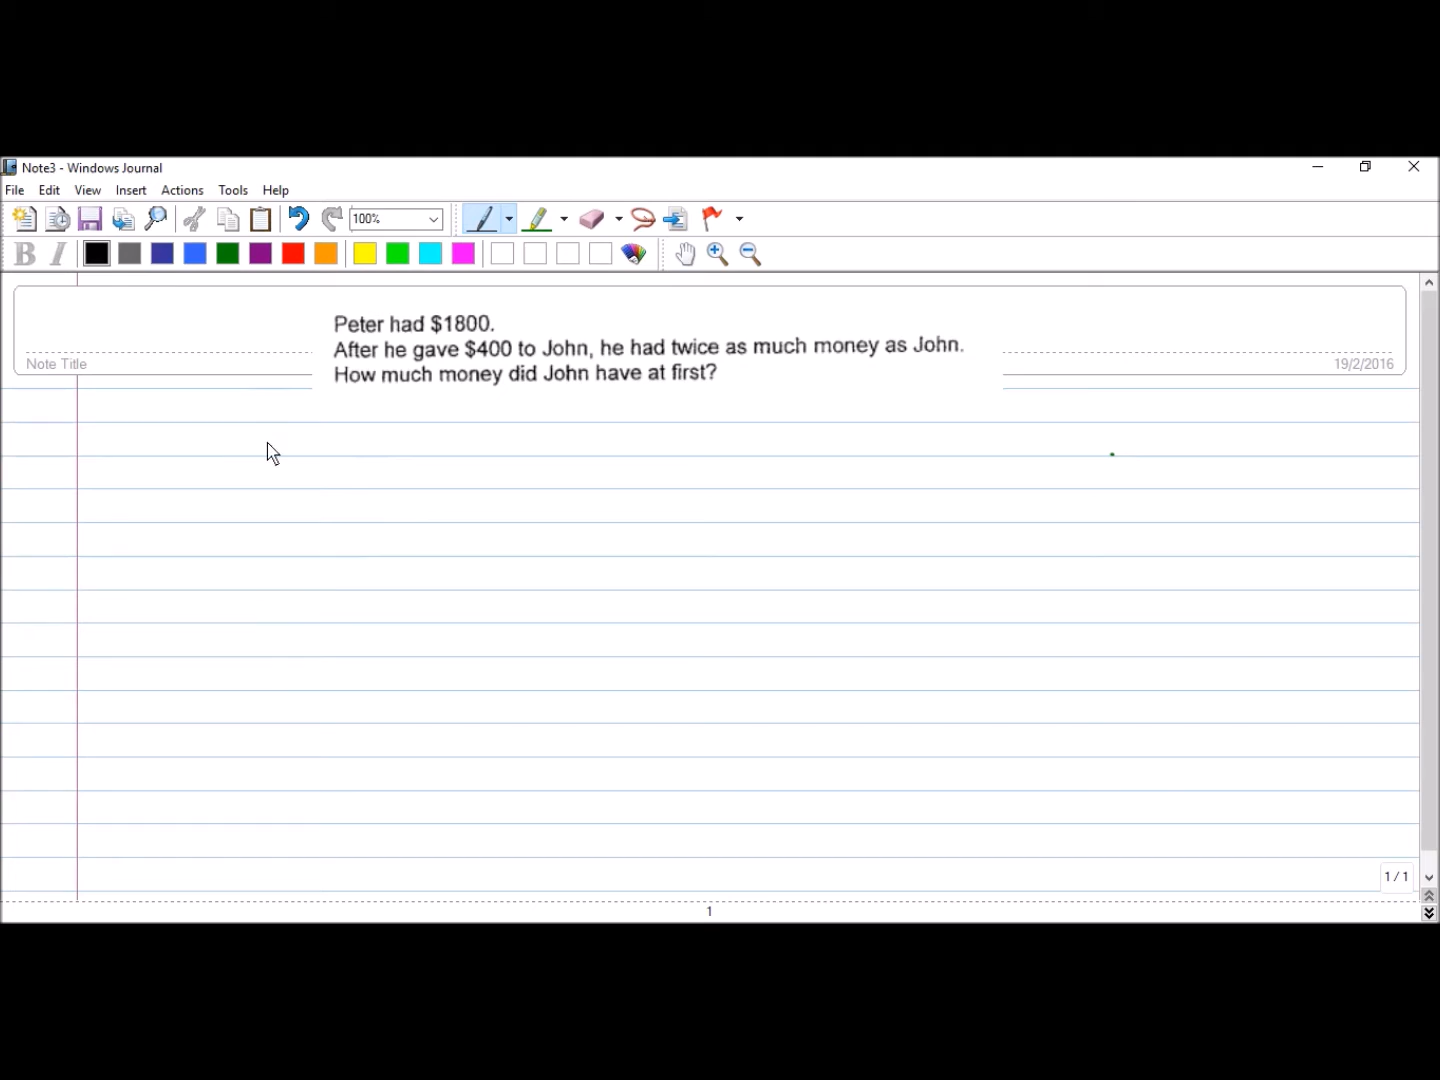 Note3 - Windows Journal
File Edit View Insert Actions Tools Help
100%
B I
Peter had $1800.
After he gave $400 to John, he had twice as much money as John.
How much money did John have at first?
Note Title
19/2/2016
1 / 1
1